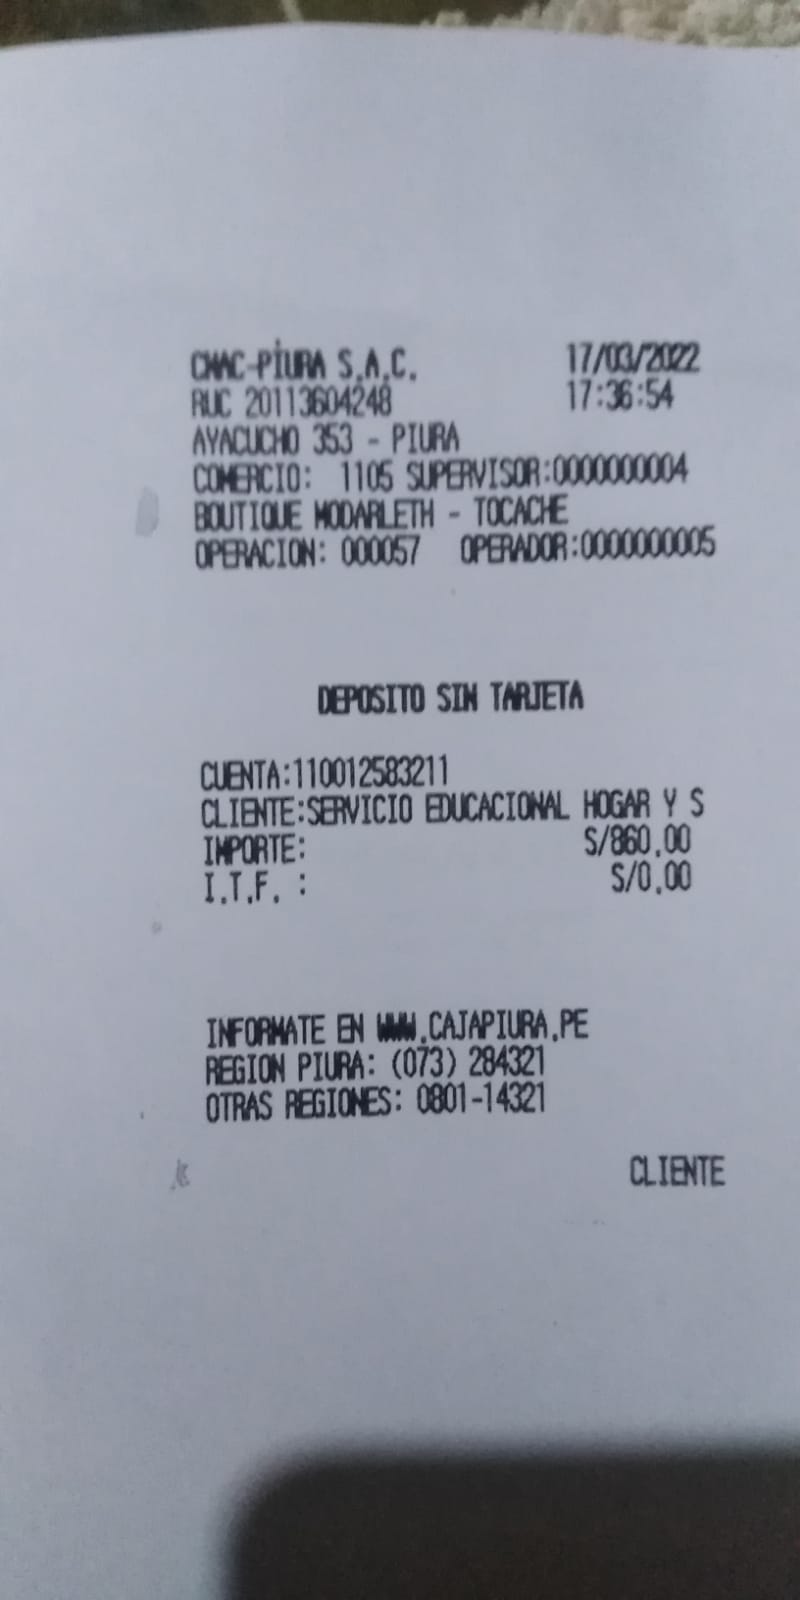 CMAC-PIURA S.A.C. 17/03/2022
RUC 20113604248 17:36:54
AYACUCHO 353 - PIURA
COMERCIO: 1105 SUPERVISOR:0000000004
BOUTIQUE MODARLETH - TOCACHE
OPERACION: 000057 OPERADOR:0000000005
DEPOSITO SIN TARJETA
CUENTA:110012583211
CLIENTE:SERVICIO EDUCACIONAL HOGAR Y S
IMPORTE: S/860.00
I.T.F. : S/0.00
INFORMATE EN WWW.CAJAPIURA.PE
REGION PIURA: (073) 284321
OTRAS REGIONES: 0801-14321
CLIENTE